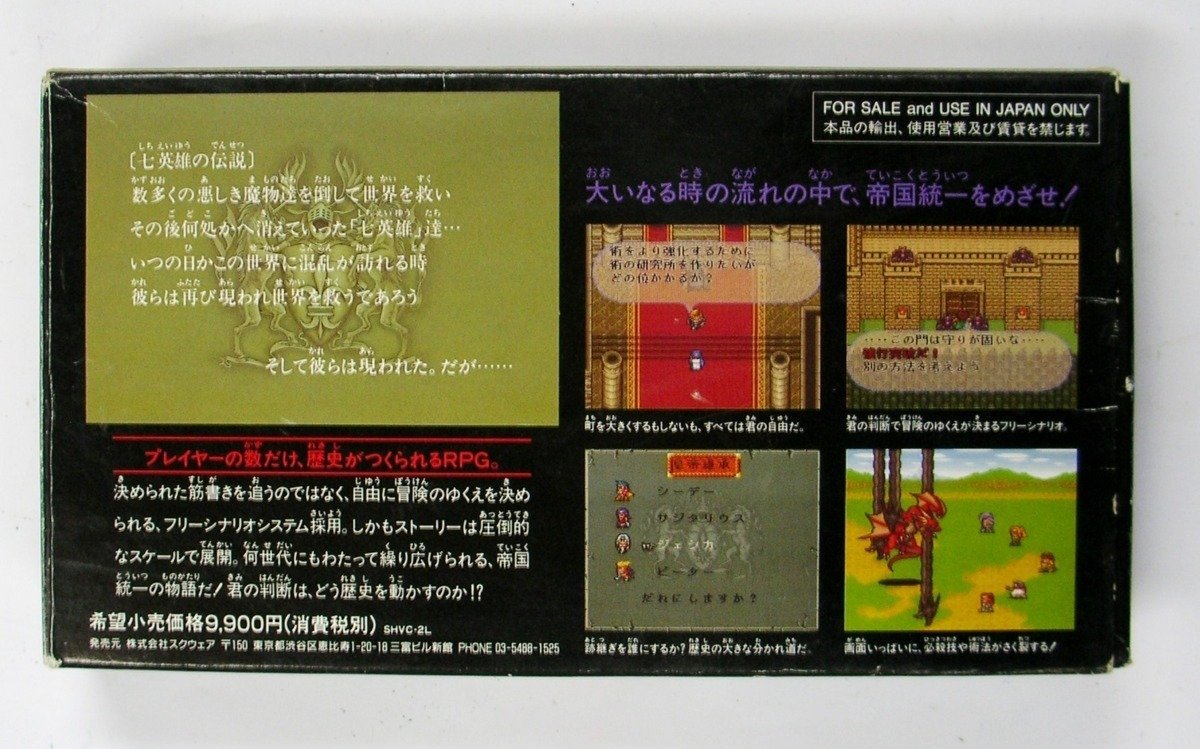 〔七英雄の伝説〕
数多くの悪しき魔物達を倒して世界を救い
その後何処かへ消えていった「七英雄」達…
いつの日かこの世界に混乱が訪れる時
彼らは再び現われ世界を救うであろう
そして彼らは現われた。だが……
プレイヤーの数だけ、歴史がつくられるRPG。
決められた筋書きを追うのではなく、自由に冒険のゆくえを決め
られる、フリーシナリオシステム採用。しかもストーリーは圧倒的
なスケールで展開。何世代にもわたって繰り広げられる、帝国
統一の物語だ!君の判断は、どう歴史を動かすのか!?
希望小売価格9,900円(消費税別) SHVC-2L
発売元 株式会社スクウェア 〒150 東京都渋谷区恵比寿1-20-18 三富ビル新館 PHONE 03-5488-1525
FOR SALE and USE IN JAPAN ONLY
本品の輸出、使用営業及び賃貸を禁じます。
大いなる時の流れの中で、帝国統一をめざせ!
術をより強化するために
術の研究所を作りたいが
どの位かかるか?
町を大きくするもしないも、すべては君の自由だ。
‥‥この門は守りが固いな‥‥
強行突破だ!
別の方法を考えよう
君の判断で冒険のゆくえが決まるフリーシナリオ。
皇帝継承
シーデー
サジタリウス
ジェシカ
ピーター
だれにしますか?
跡継ぎを誰にするか?歴史の大きな分かれ道だ。
画面いっぱいに、必殺技や術法がさく裂する!